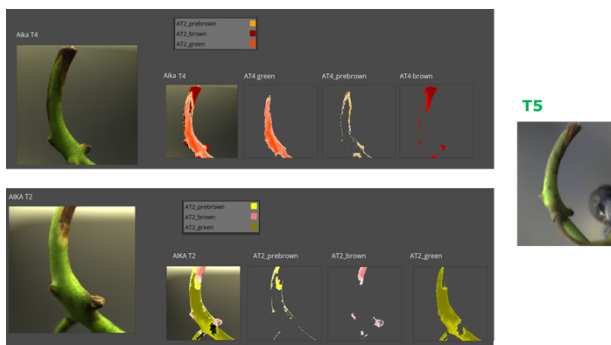 Aika T4
AT2_prebrown
AT2_brown
AT2_green
Aika T4
AT4 green
AT4_prebrown
AT4 brown
T5
AIKA T2
AT2_prebrown
AT2_brown
AT2_green
AIKA T2
AT2_prebrown
AT2_brown
AT2_green